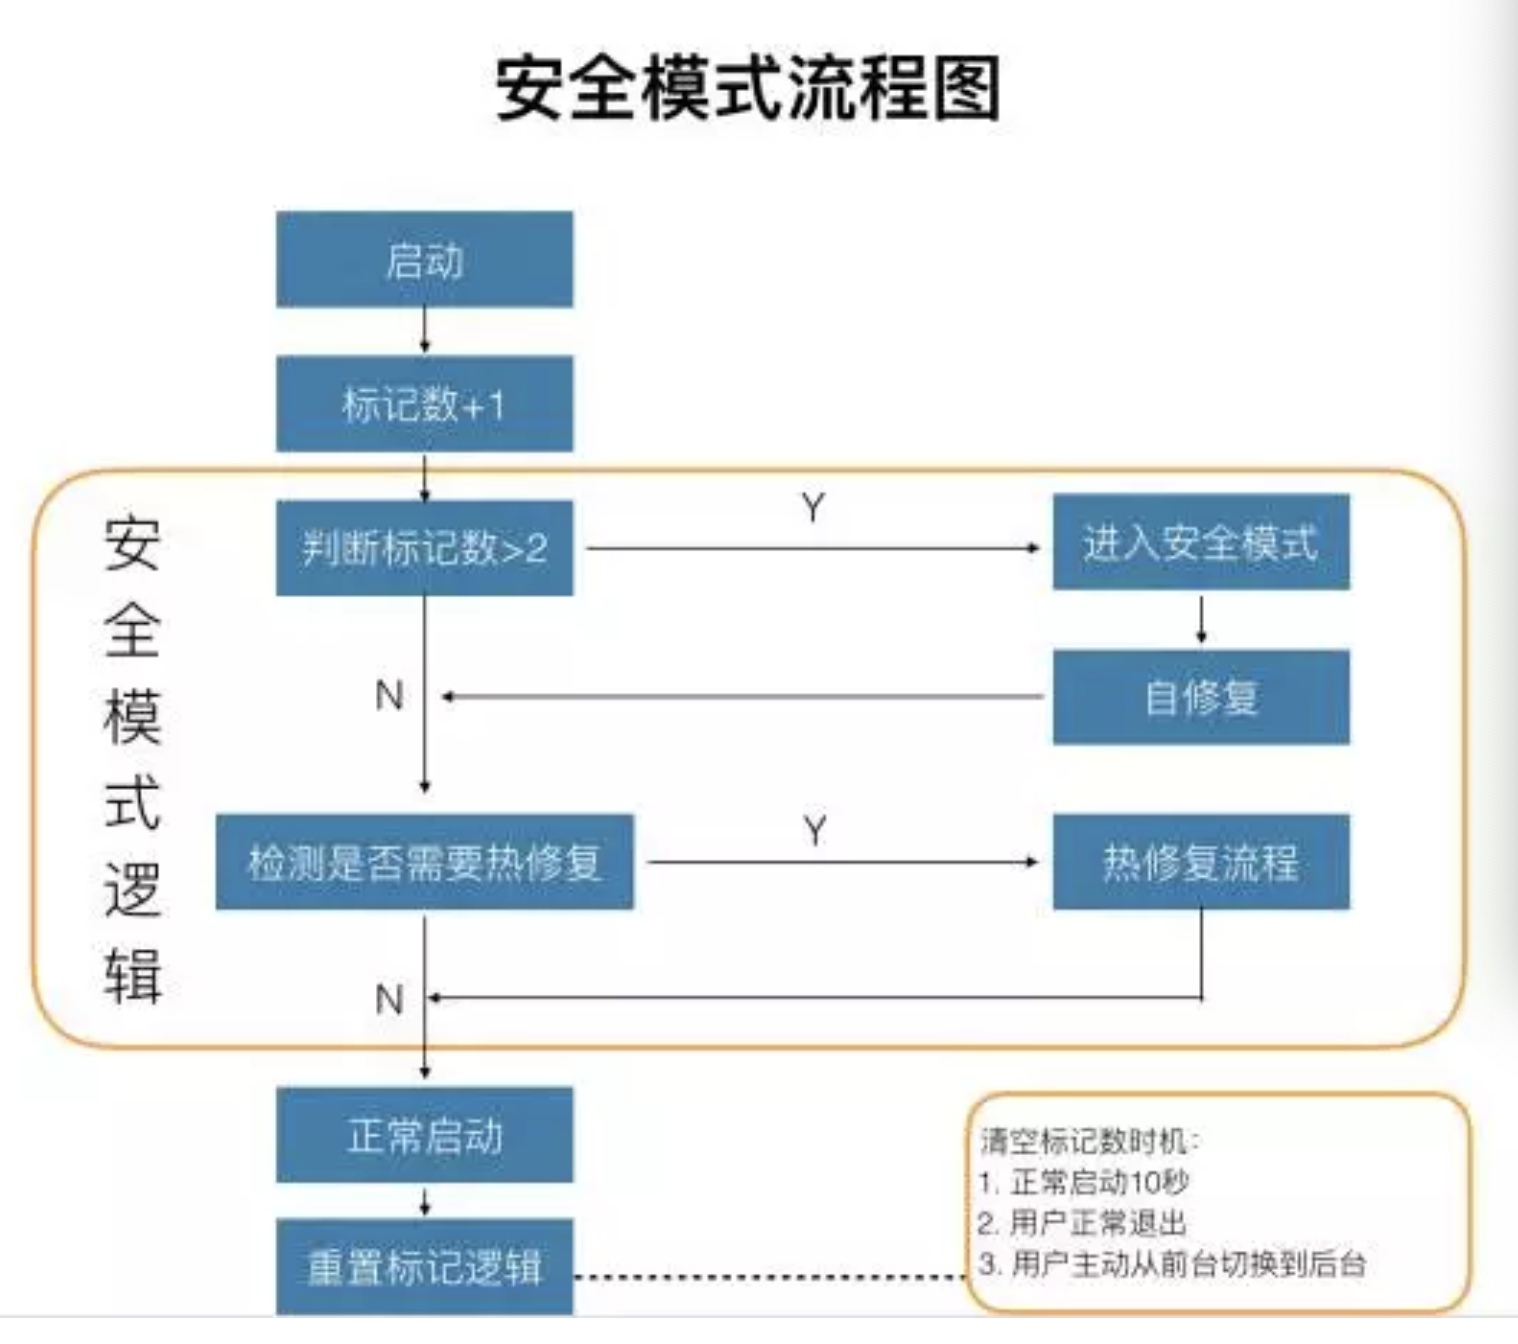 安全模式流程图
启动
标记数+1
安全模式逻辑
判断标记数>2
Y
进入安全模式
自修复
N
检测是否需要热修复
Y
热修复流程
N
正常启动
重置标记逻辑
清空标记数时机:
1. 正常启动10秒
2. 用户正常退出
3. 用户主动从前台切换到后台